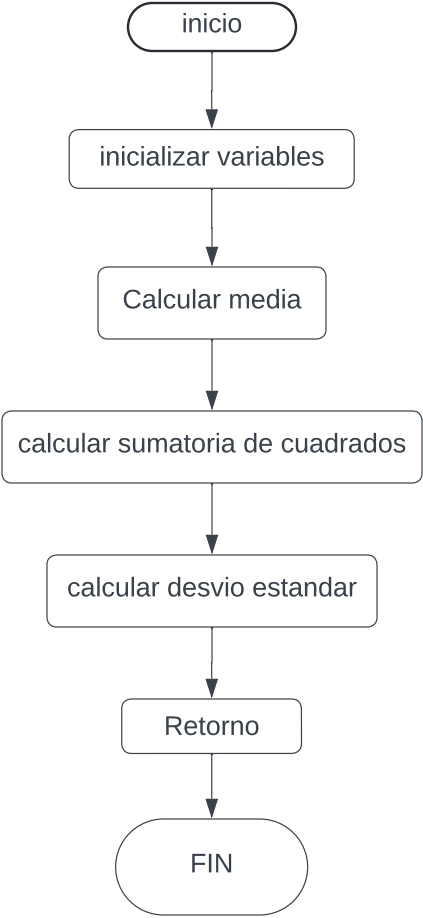 inicio
inicializar variables
Calcular media
calcular sumatoria de cuadrados
calcular desvio estandar
Retorno
FIN